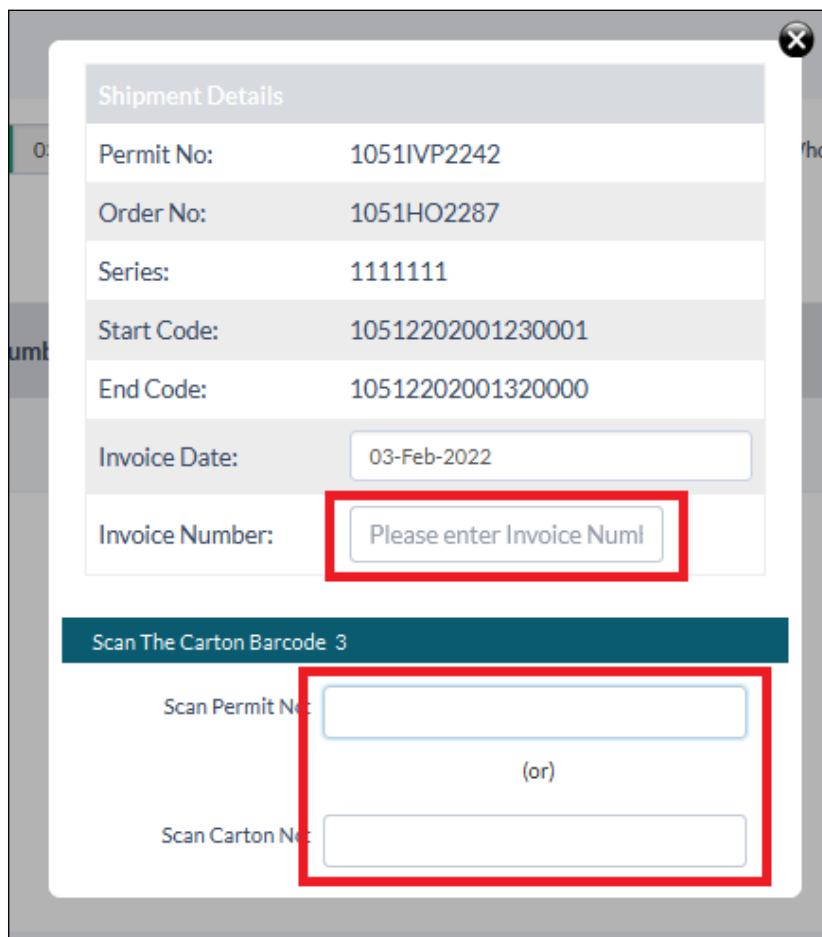 Shipment Details
Permit No: 1051IVP2242
Order No: 1051HO2287
Series: 1111111
Start Code: 10512202001230001
End Code: 10512202001320000
Invoice Date: 03-Feb-2022
Invoice Number: Please enter Invoice Numl
Scan The Carton Barcode 3
Scan Permit No:
(or)
Scan Carton No: